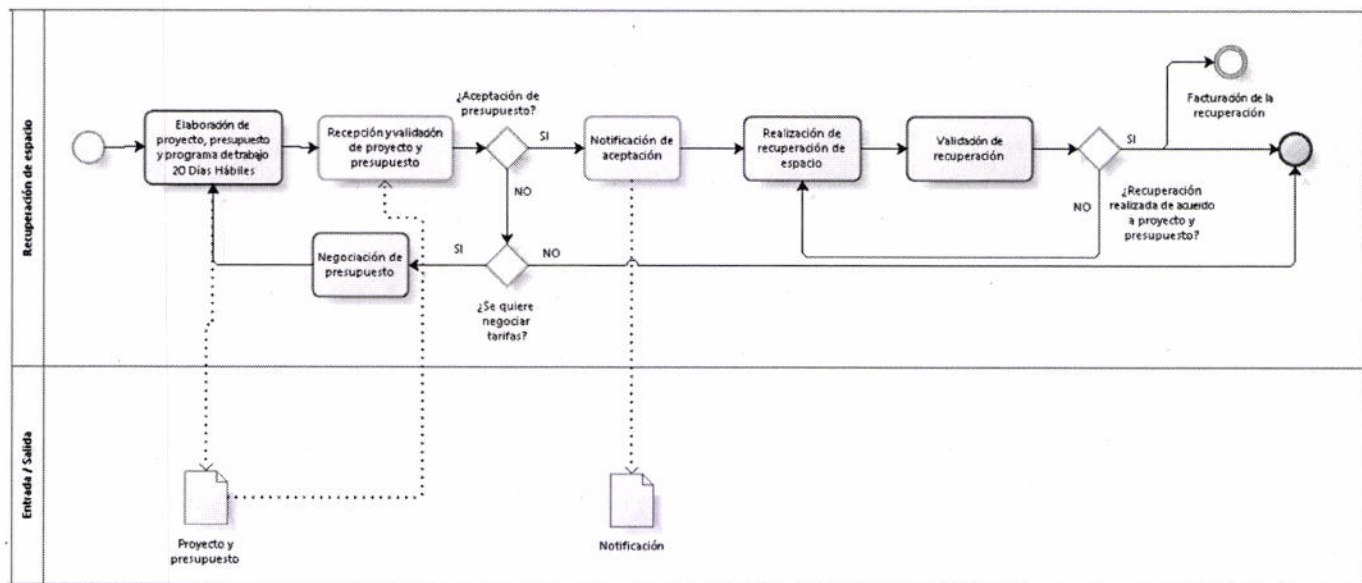 Recuperación de espacio
Elaboración de
proyecto, presupuesto
y programa de trabajo
20 Días Hábiles
Recepción y validación
de proyecto y
presupuesto
¿Aceptación de
presupuesto?
SI
NO
Notificación de
aceptación
Realización de
recuperación de
espacio
Validación de
recuperación
SI
NO
¿Recuperación
realizada de acuerdo
a proyecto y
presupuesto?
Facturación de la
recuperación
Negociación de
presupuesto
SI
NO
¿Se quiere
negociar
tarifas?
Entrada / Salida
Proyecto y
presupuesto
Notificación